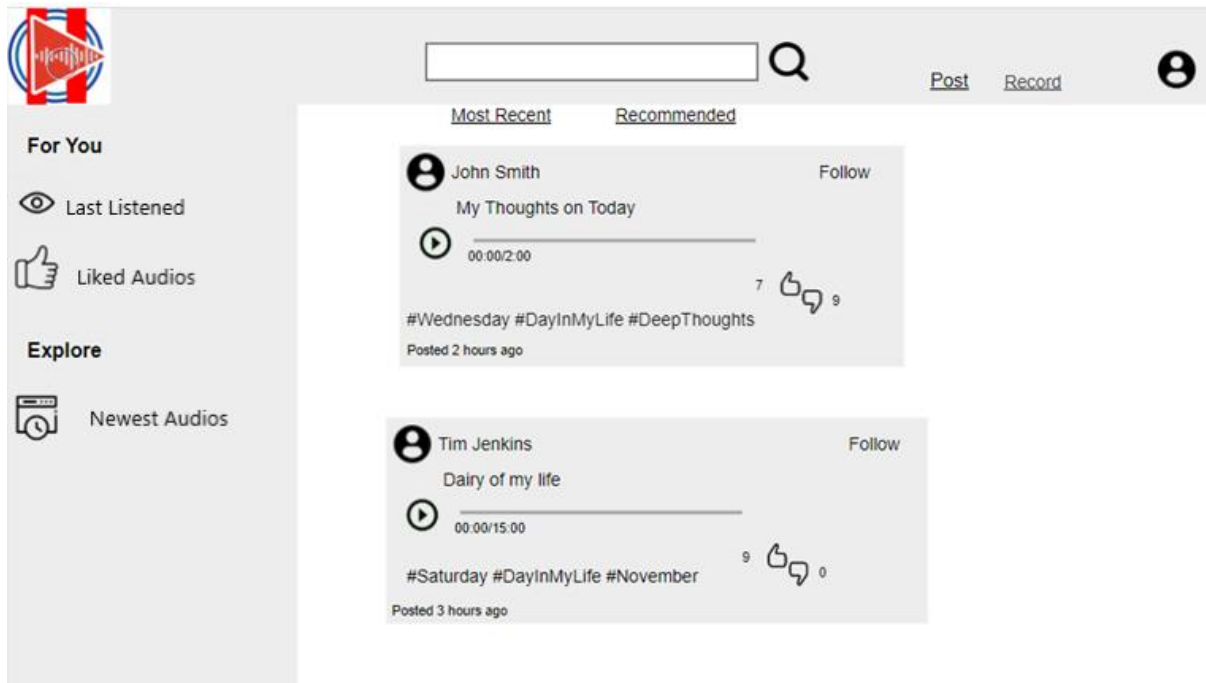 Post Record
Most Recent Recommended
For You
Last Listened
Liked Audios
Explore
Newest Audios
John Smith Follow
My Thoughts on Today
00:00/2:00
7 9
#Wednesday #DayInMyLife #DeepThoughts
Posted 2 hours ago
Tim Jenkins Follow
Dairy of my life
00:00/15:00
9 0
#Saturday #DayInMyLife #November
Posted 3 hours ago